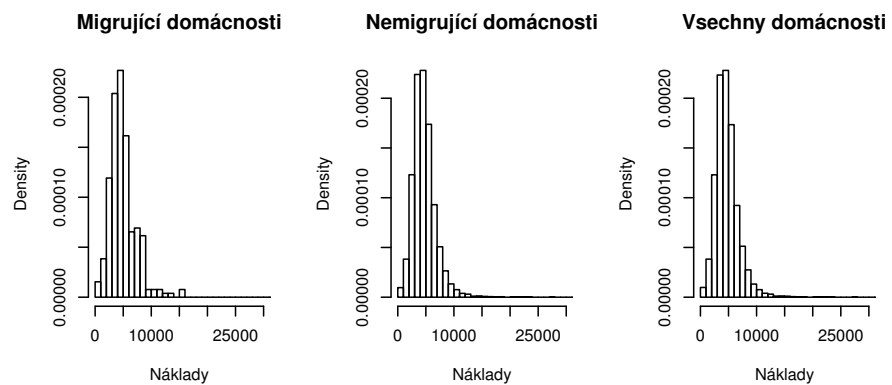 Migrující domácnosti
Density
0.00000 0.00010 0.00020
0 10000 25000
Náklady
Nemigrující domácnosti
Density
0.00000 0.00010 0.00020
0 10000 25000
Náklady
Vsechny domácnosti
Density
0.00000 0.00010 0.00020
0 10000 25000
Náklady